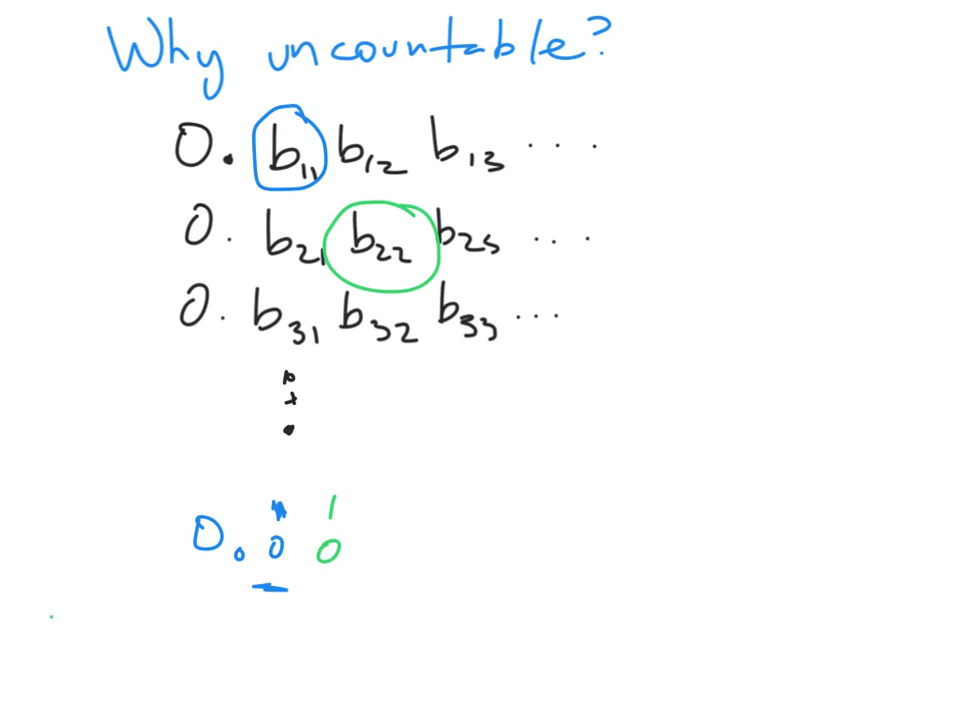 Why uncountable?
0. b11 b12 b13 ...
0. b21 b22 b23 ...
0. b31 b32 b33 ...
1
0. 0 0